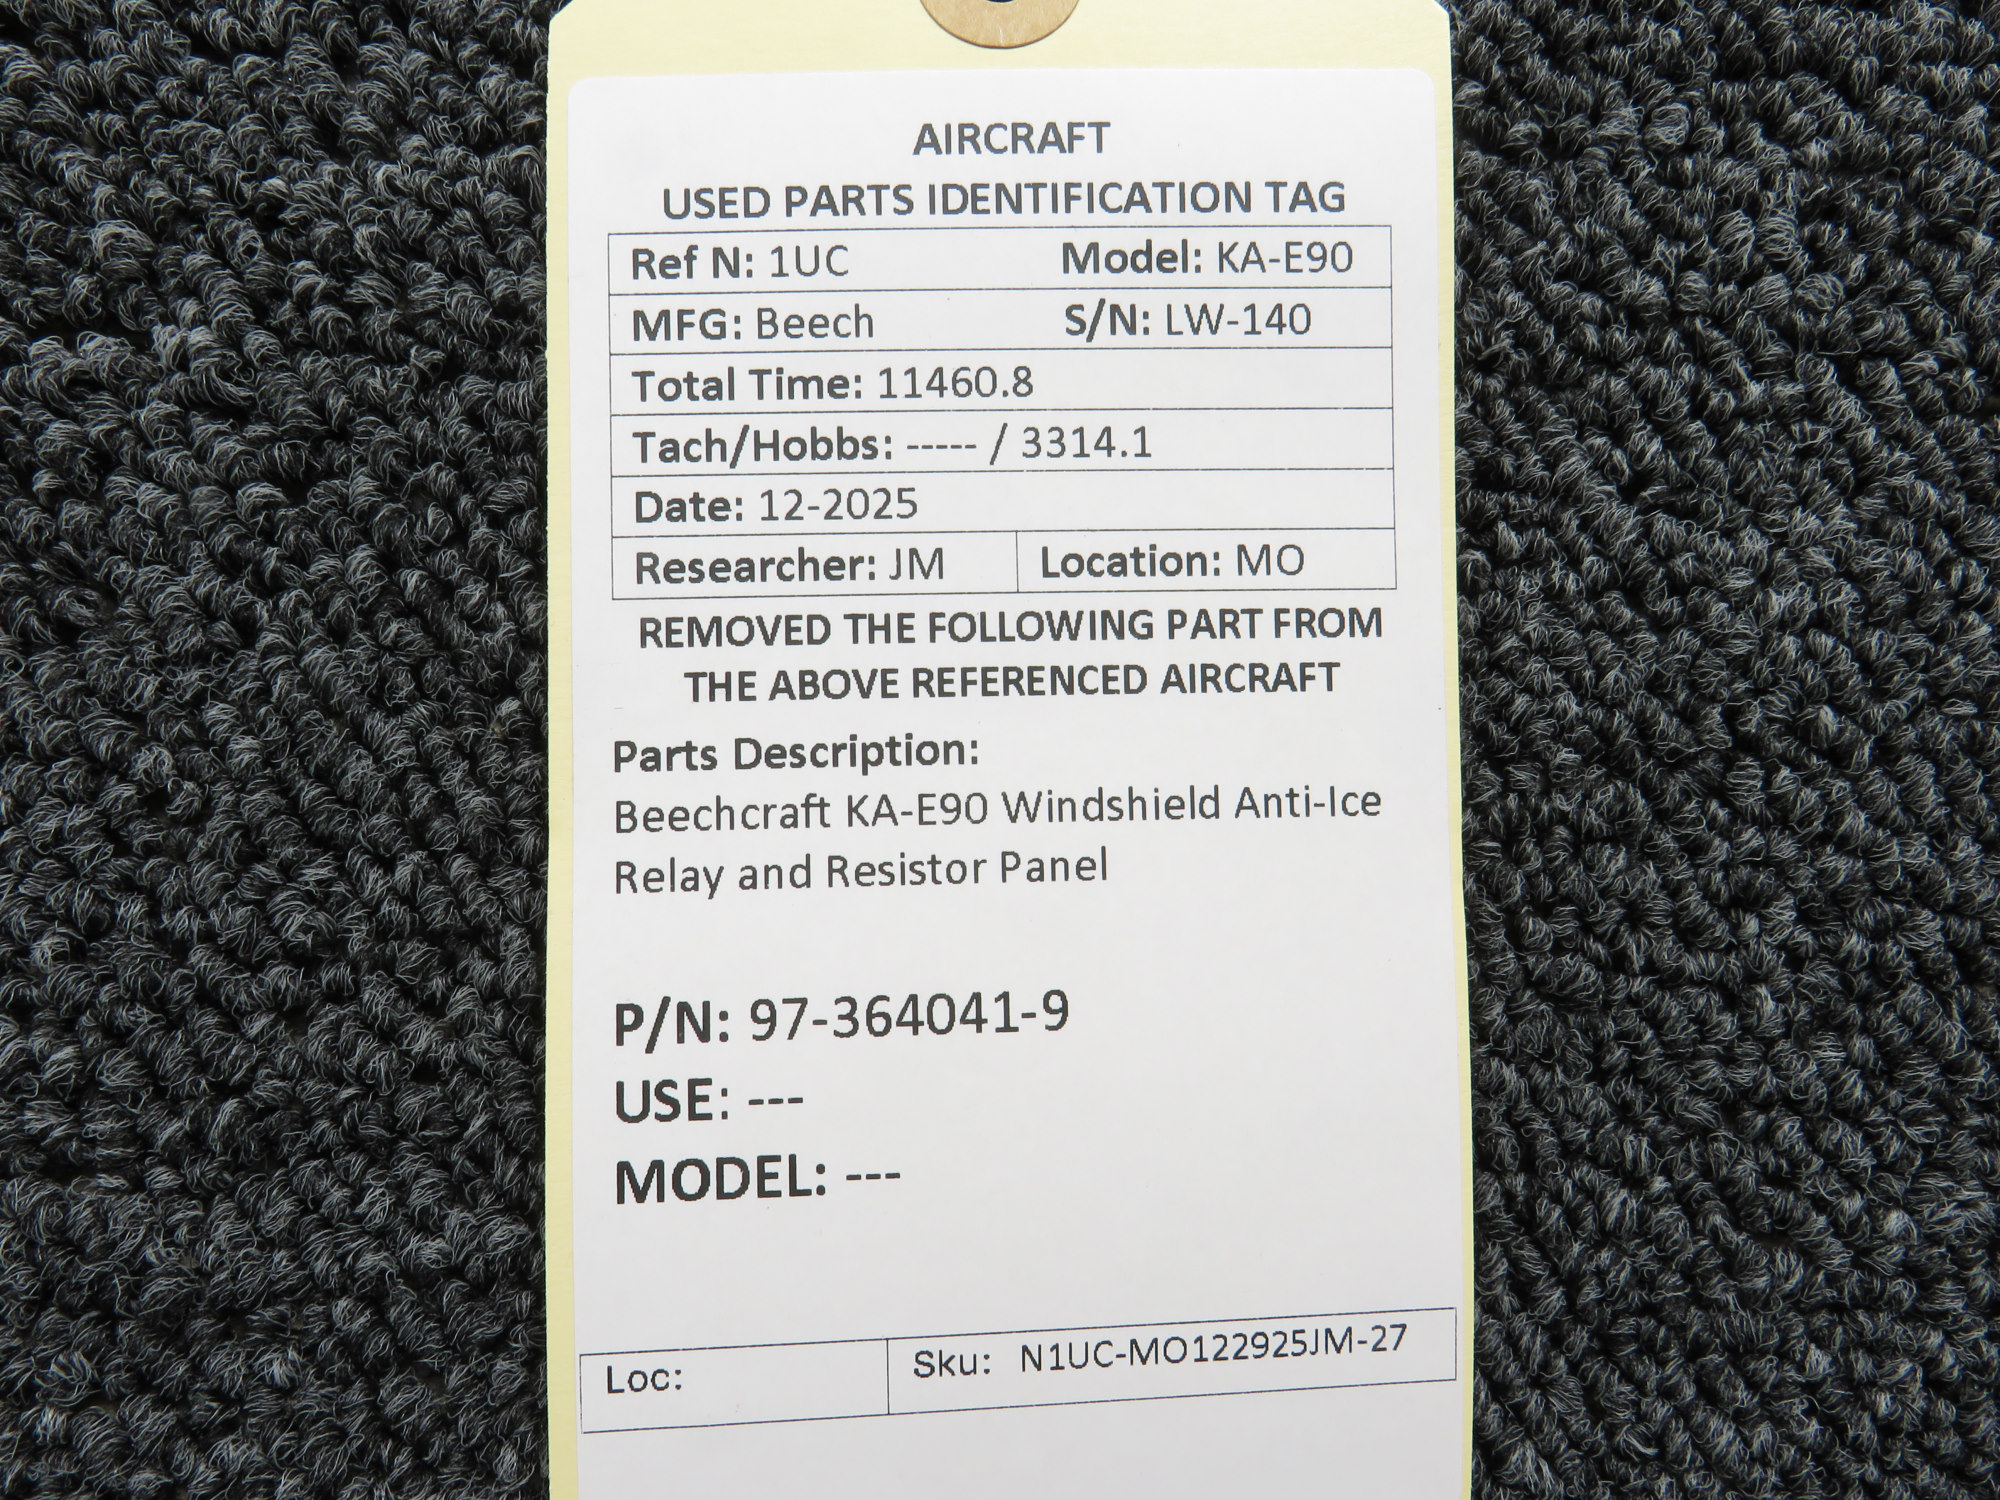 AIRCRAFT
USED PARTS IDENTIFICATION TAG
Ref N: 1UC Model: KA-E90
MFG: Beech S/N: LW-140
Total Time: 11460.8
Tach/Hobbs: ----- / 3314.1
Date: 12-2025
Researcher: JM Location: MO
REMOVED THE FOLLOWING PART FROM
THE ABOVE REFERENCED AIRCRAFT
Parts Description:
Beechcraft KA-E90 Windshield Anti-Ice
Relay and Resistor Panel
P/N: 97-364041-9
USE: ---
MODEL: ---
Loc: Sku: N1UC-MO122925JM-27